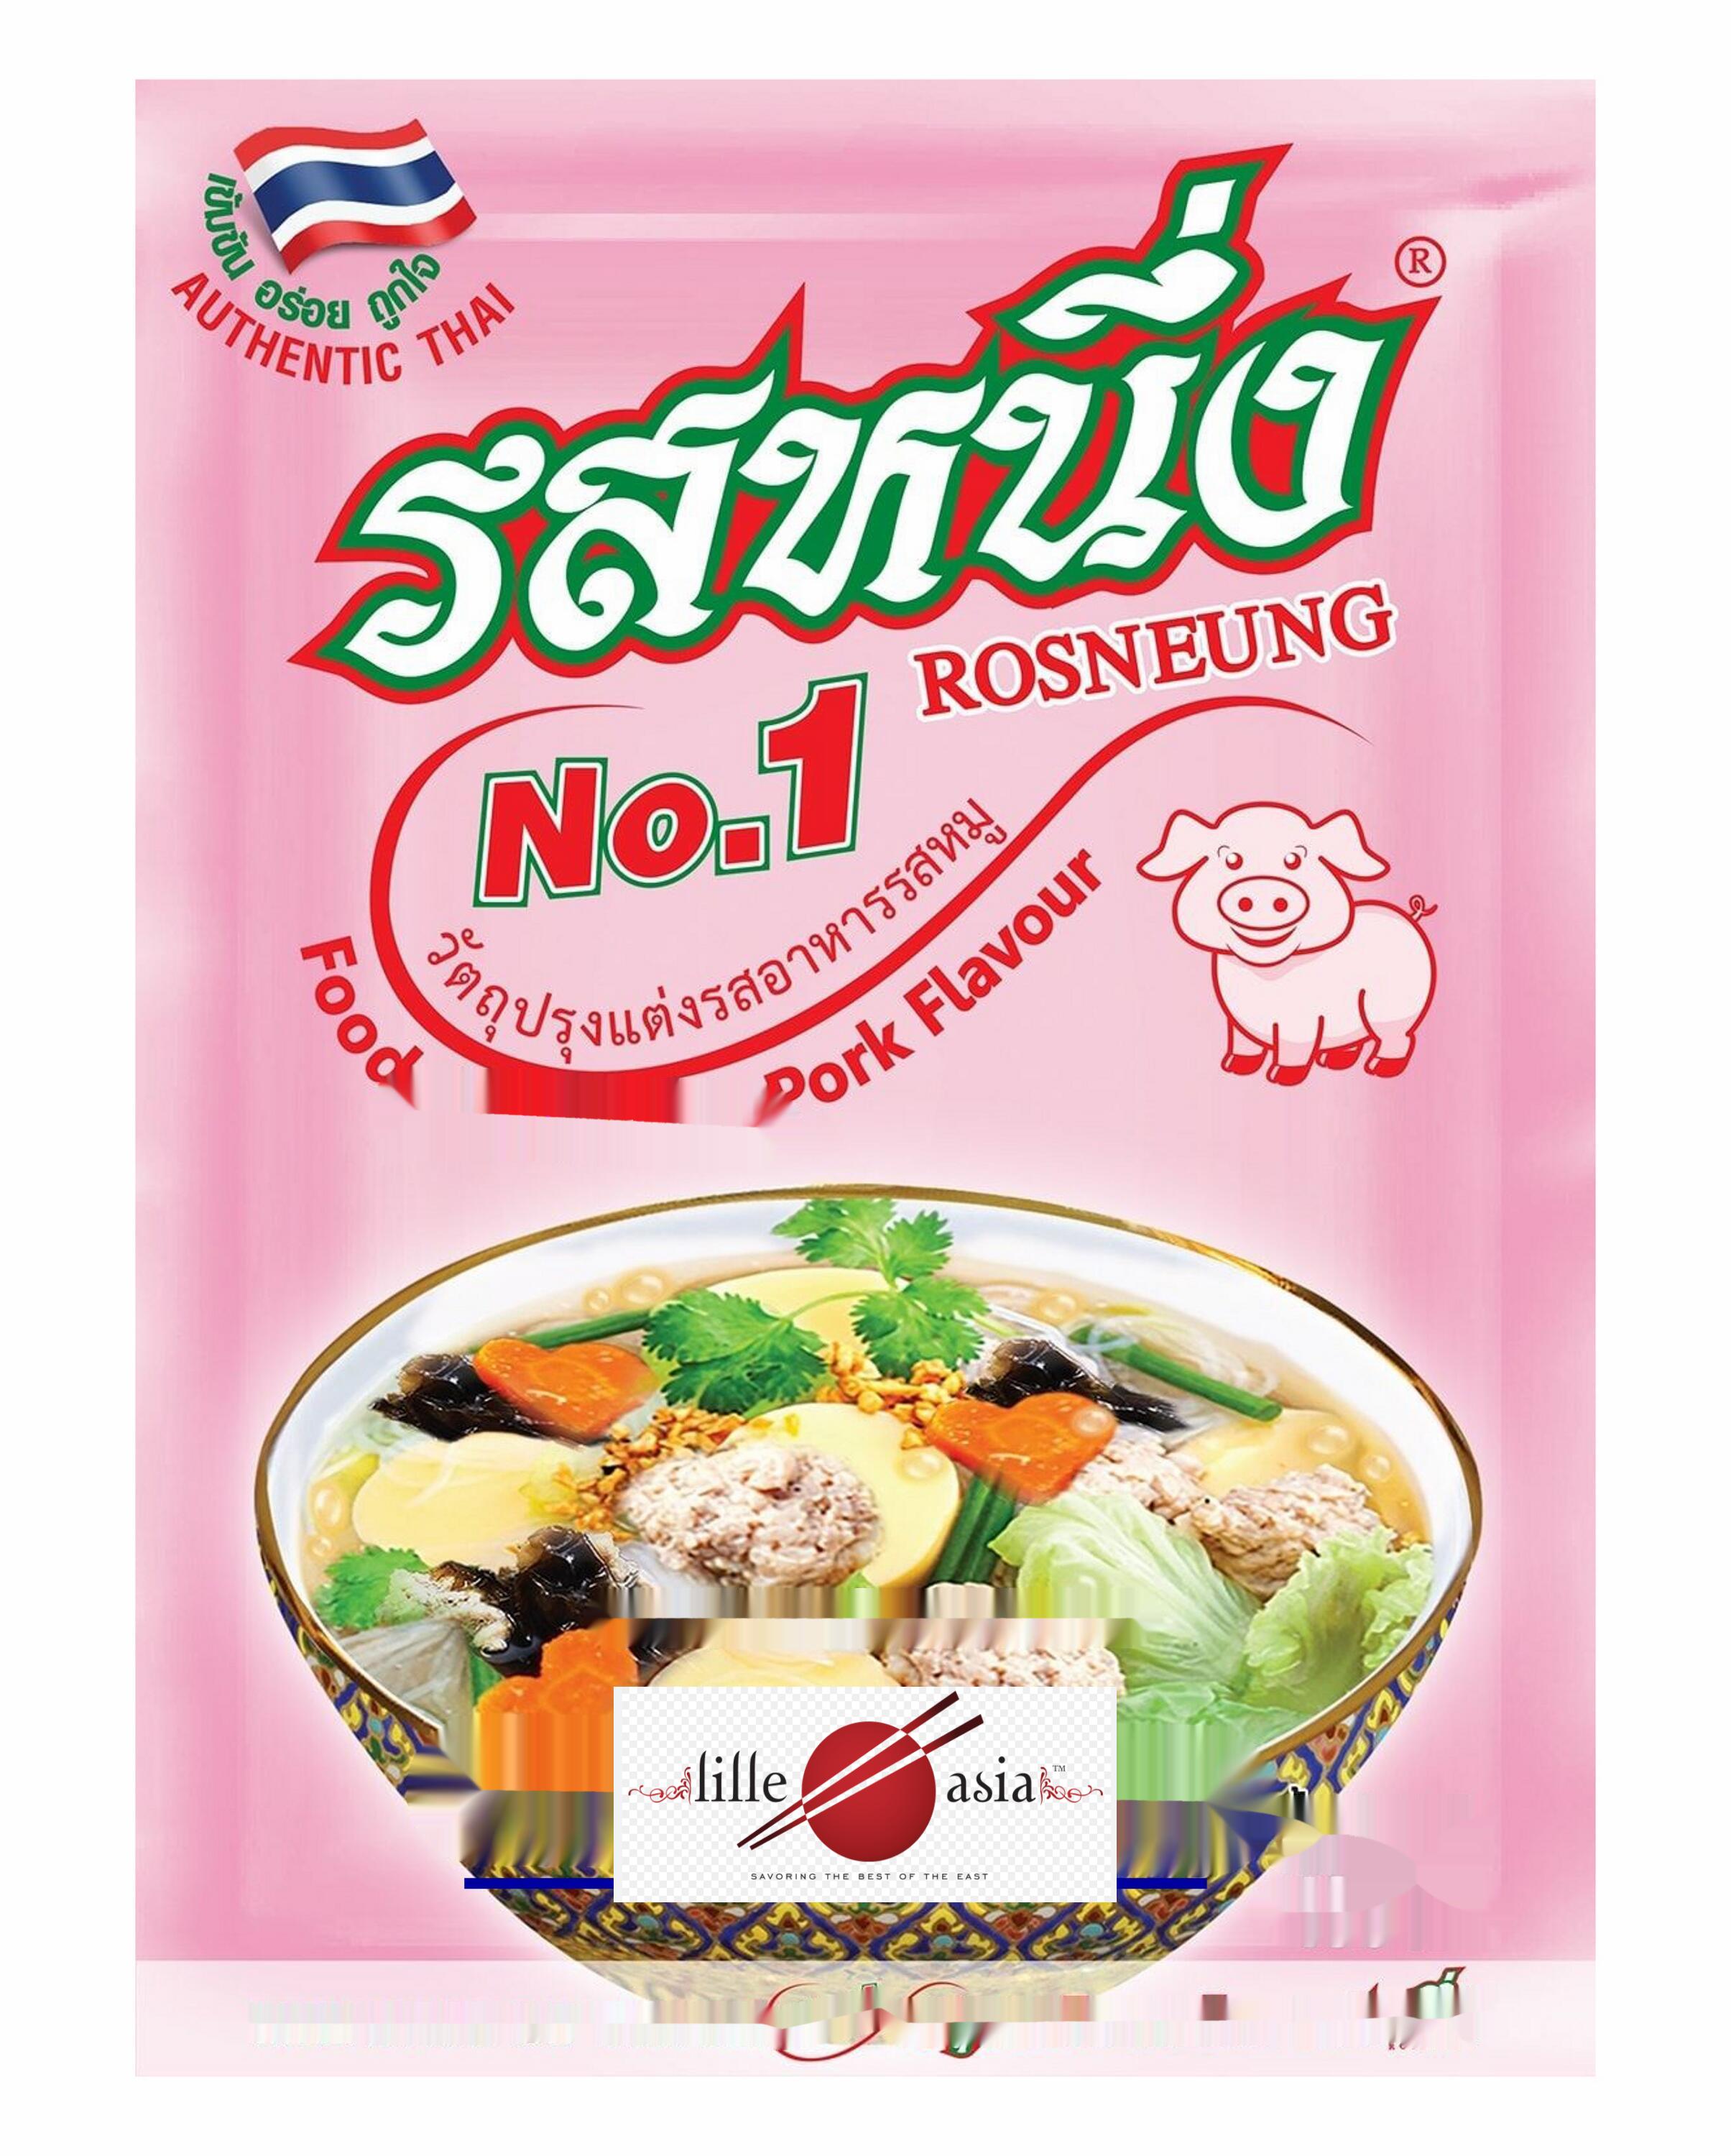 เข้มข้น อร่อย ถูกใจ
AUTHENTIC THAI
รสหนึ่ง ®
ROSNEUNG
No.1
วัตถุปรุงแต่งรสอาหารรสหมู
Food
Pork Flavour
lille asia™
SAVORING THE BEST OF THE EAST